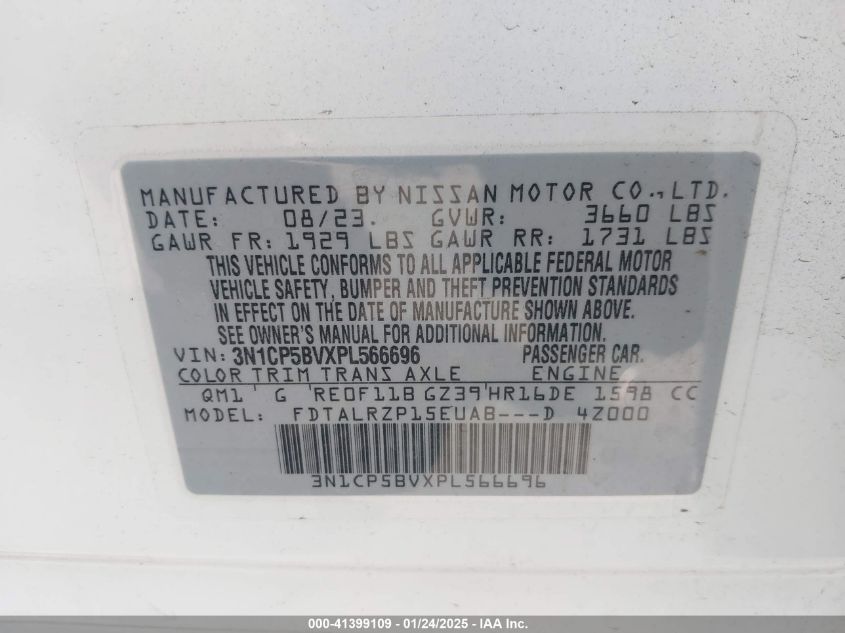 MANUFACTURED BY NISSAN MOTOR CO., LTD.
DATE: 08/23. GVWR: 3660 LBS
GAWR FR: 1929 LBS GAWR RR: 1731 LBS
THIS VEHICLE CONFORMS TO ALL APPLICABLE FEDERAL MOTOR
VEHICLE SAFETY, BUMPER AND THEFT PREVENTION STANDARDS
IN EFFECT ON THE DATE OF MANUFACTURE SHOWN ABOVE.
SEE OWNER'S MANUAL FOR ADDITIONAL INFORMATION.
VIN: 3N1CP5BVXPL566696 PASSENGER CAR.
COLOR TRIM TRANS AXLE ENGINE
QM1 G RE0F11B GZ39 HR16DE 1598 CC
MODEL: FDTALRZP15EUAB---D 4Z000
3N1CP5BVXPL566696
000-41399109 - 01/24/2025 - IAA Inc.